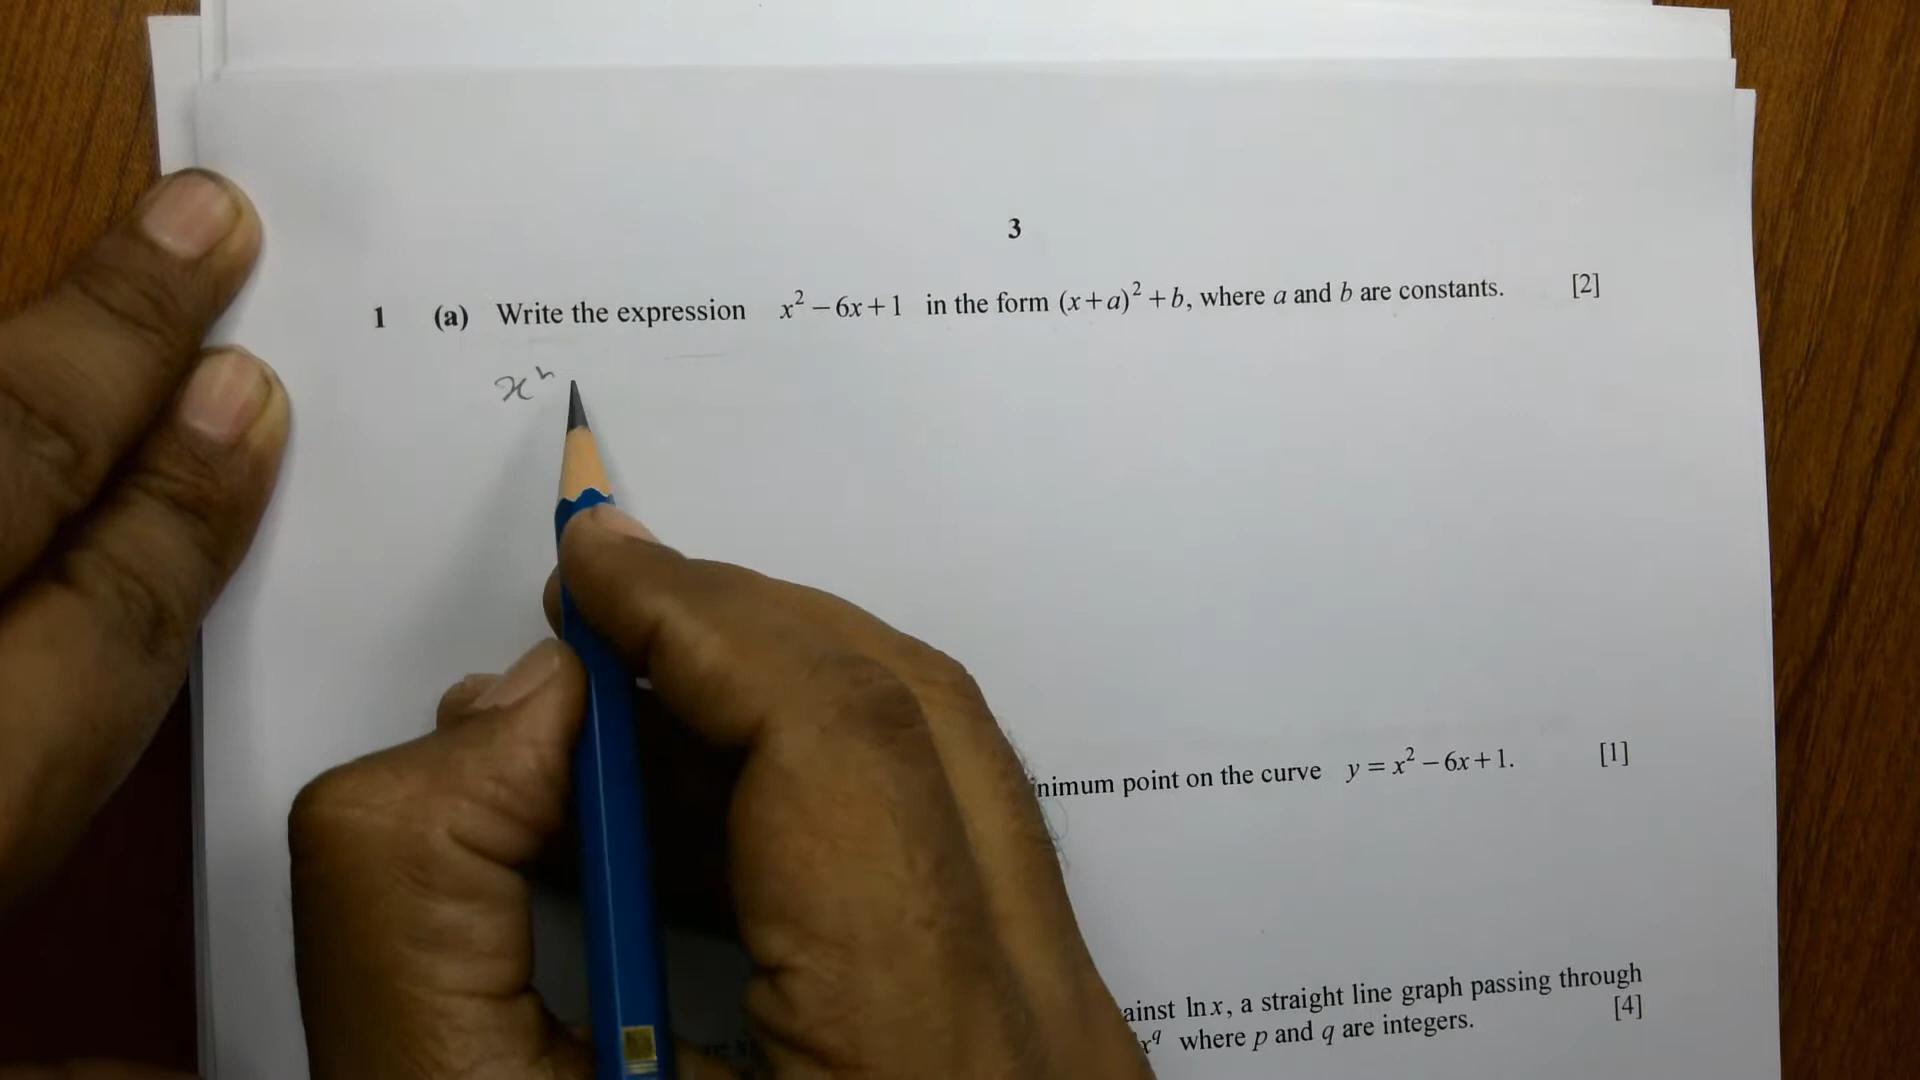 3
1 (a) Write the expression x² − 6x + 1 in the form (x + a)² + b, where a and b are constants. [2]
x²
nimum point on the curve y = x² − 6x + 1. [1]
ainst ln x, a straight line graph passing through
x^q where p and q are integers. [4]